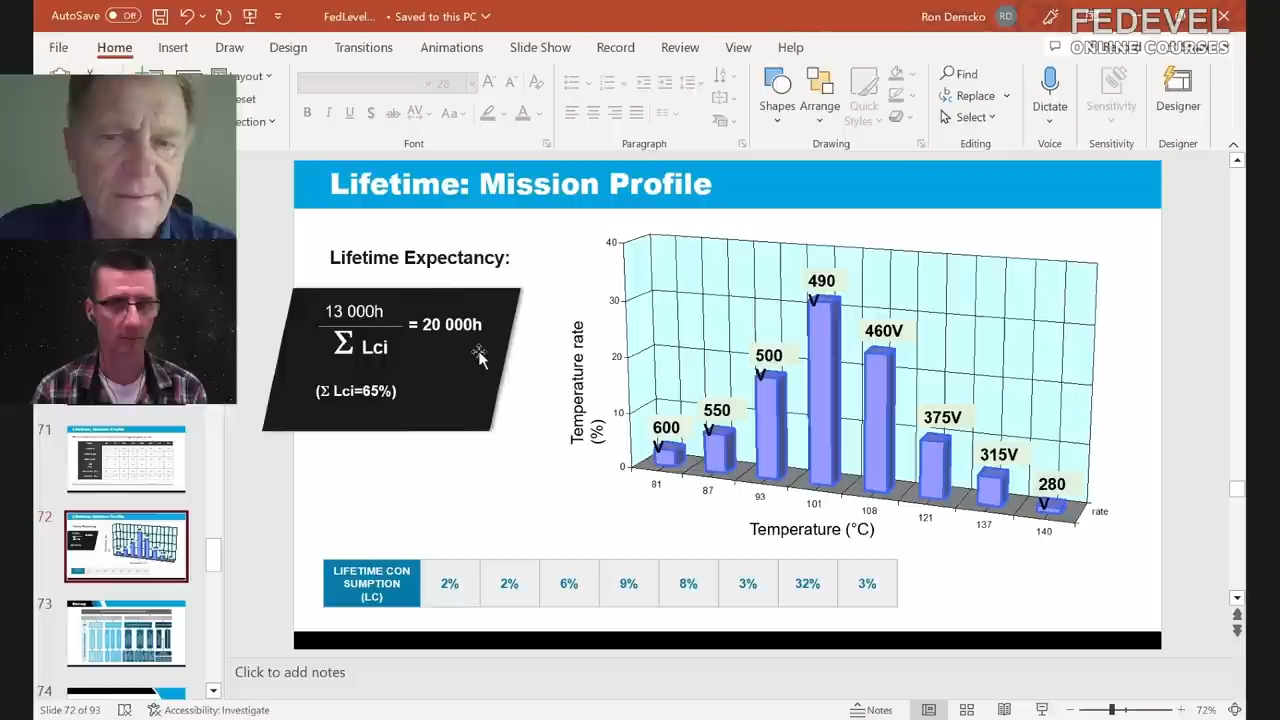 AutoSave Off
FedLevel... • Saved to this PC
Ron Demcko RD
FEDEVEL
ONLINE COURSES
File Home Insert Draw Design Transitions Animations Slide Show Record Review View Help
28
Shapes Arrange Quick Styles
Find
Replace
Select
Dictate
Sensitivity
Designer
Font Paragraph Drawing Editing Voice Sensitivity Designer
Lifetime: Mission Profile
Lifetime Expectancy:
13 000h
= 20 000h
Σ Lci
(Σ Lci=65%)
Temperature rate (%)
40
30
20
10
0
600 V
550 V
500 V
490 V
460V
375V
315V
280 V
81 87 93 101 108 121 137 140
rate
Temperature (°C)
LIFETIME CON
SUMPTION
(LC)
2% 2% 6% 9% 8% 3% 32% 3%
71
72
73
74
Click to add notes
Slide 72 of 93
Accessibility: Investigate
Notes
72%